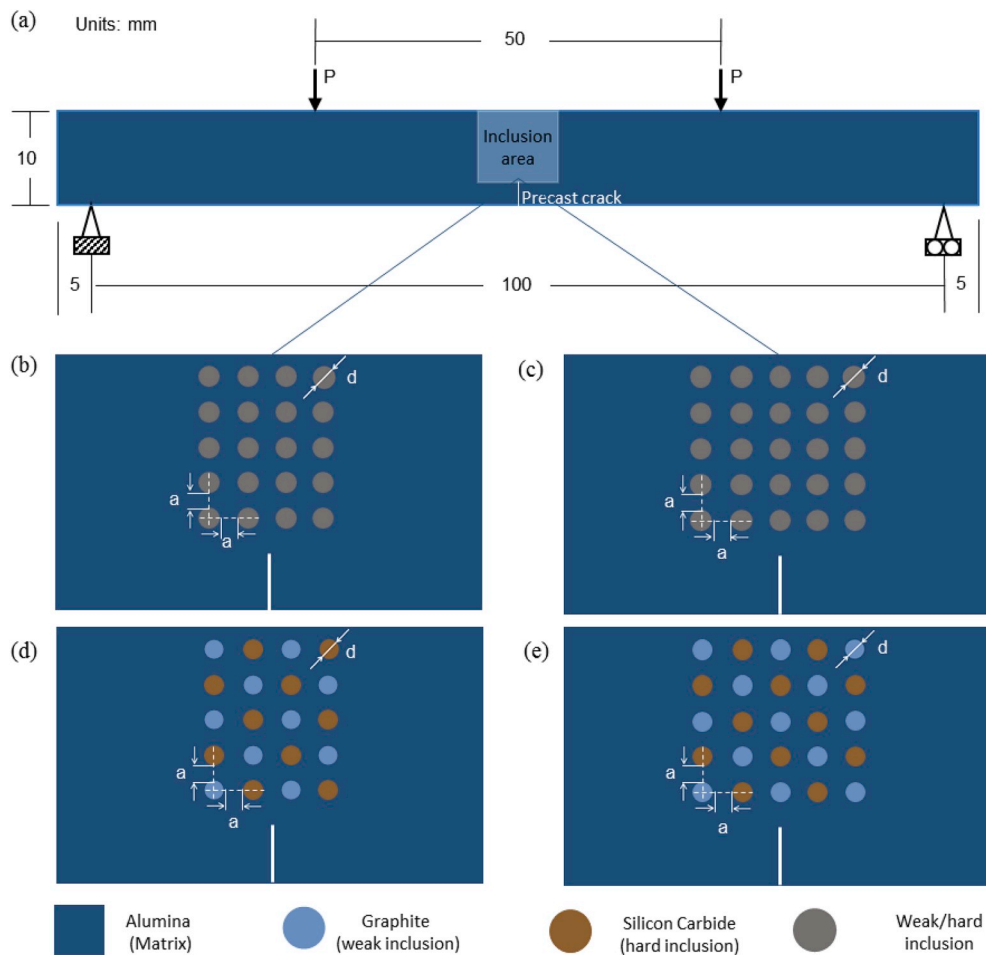 (a)
Units: mm
50
P
P
10
Inclusion
area
Precast crack
5
100
5
(b)
d
a
a
(c)
d
a
a
(d)
d
a
a
(e)
d
a
a
Alumina
(Matrix)
Graphite
(weak inclusion)
Silicon Carbide
(hard inclusion)
Weak/hard
inclusion